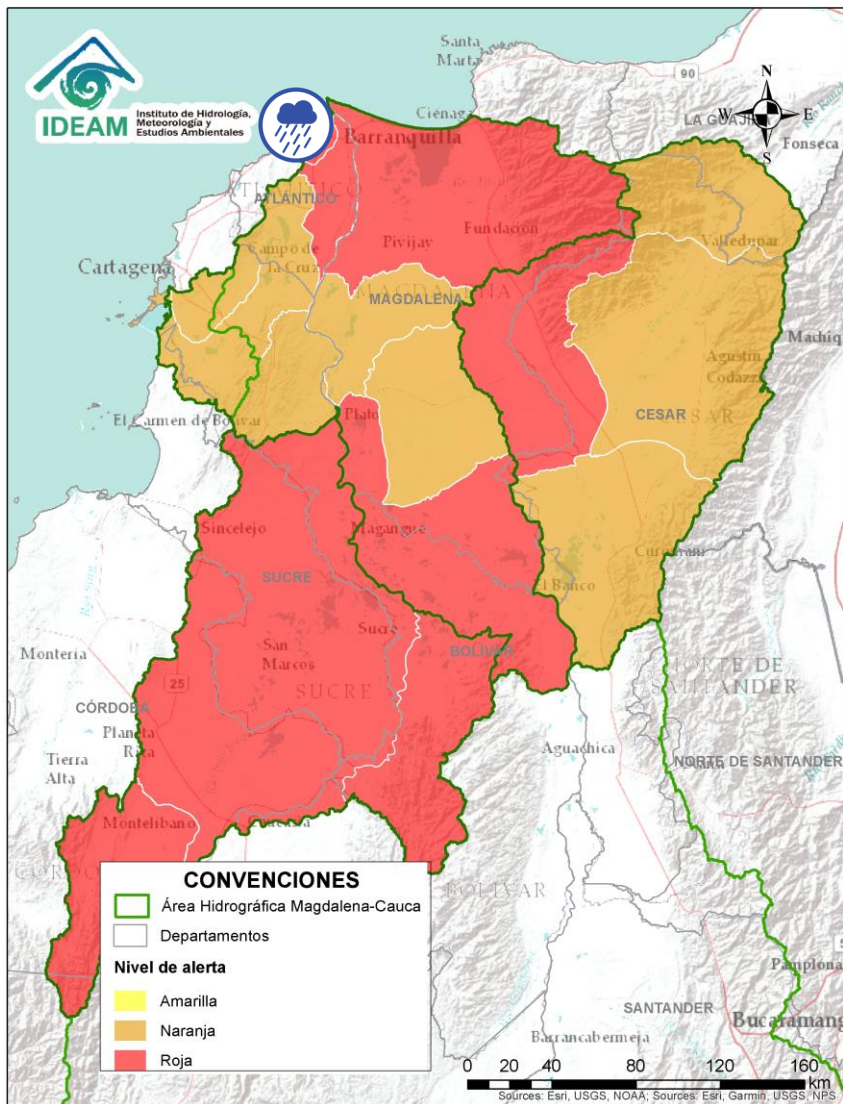 IDEAM
Instituto de Hidrología,
Meteorología y
Estudios Ambientales
Santa
Marta
90
N
W
E
S
Ciénaga
LA GUAJI
Fonseca
Barranquilla
ATLÁNTICO
Fundación
Pivijay
Valledupar
Campo de
la Cruz
Cartagena
MAGDALENA
Machiq
Agustín
Codazzi
El Carmen de Bolívar
Plato
CESAR
Sincelejo
Magangué
SUCRE
El Banco
Sucre
San
Marcos
BOLÍVAR
Montería
SUCRE
NORTE DE
SANTANDER
25
CÓRDOBA
Planeta
Rica
Aguachica
Tierra
Alta
NORTE DE SANTANDER
Montelibano
BOLÍVAR
CONVENCIONES
Área Hidrográfica Magdalena-Cauca
Departamentos
Nivel de alerta
Amarilla
Naranja
Roja
Pamplona
SANTANDER
Bucaramang
Barrancabermeja
0 20 40 80 120 160
km
Sources: Esri, USGS, NOAA; Sources: Esri, Garmin, USGS, NPS